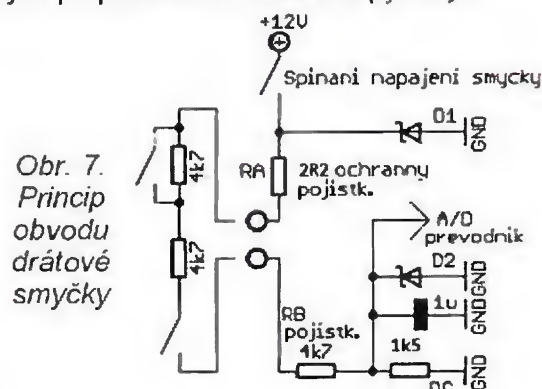 +12V
Spinani napajeni smycky
D1
GND
RA
2R2 ochranny
pojistk.
4k7
Obr. 7.
Princip
obvodu
drátové
smyčky
A/D
prevodnik
D2
GND
4k7
1u
GND
RB
pojistk.
4k7
1k5
GND